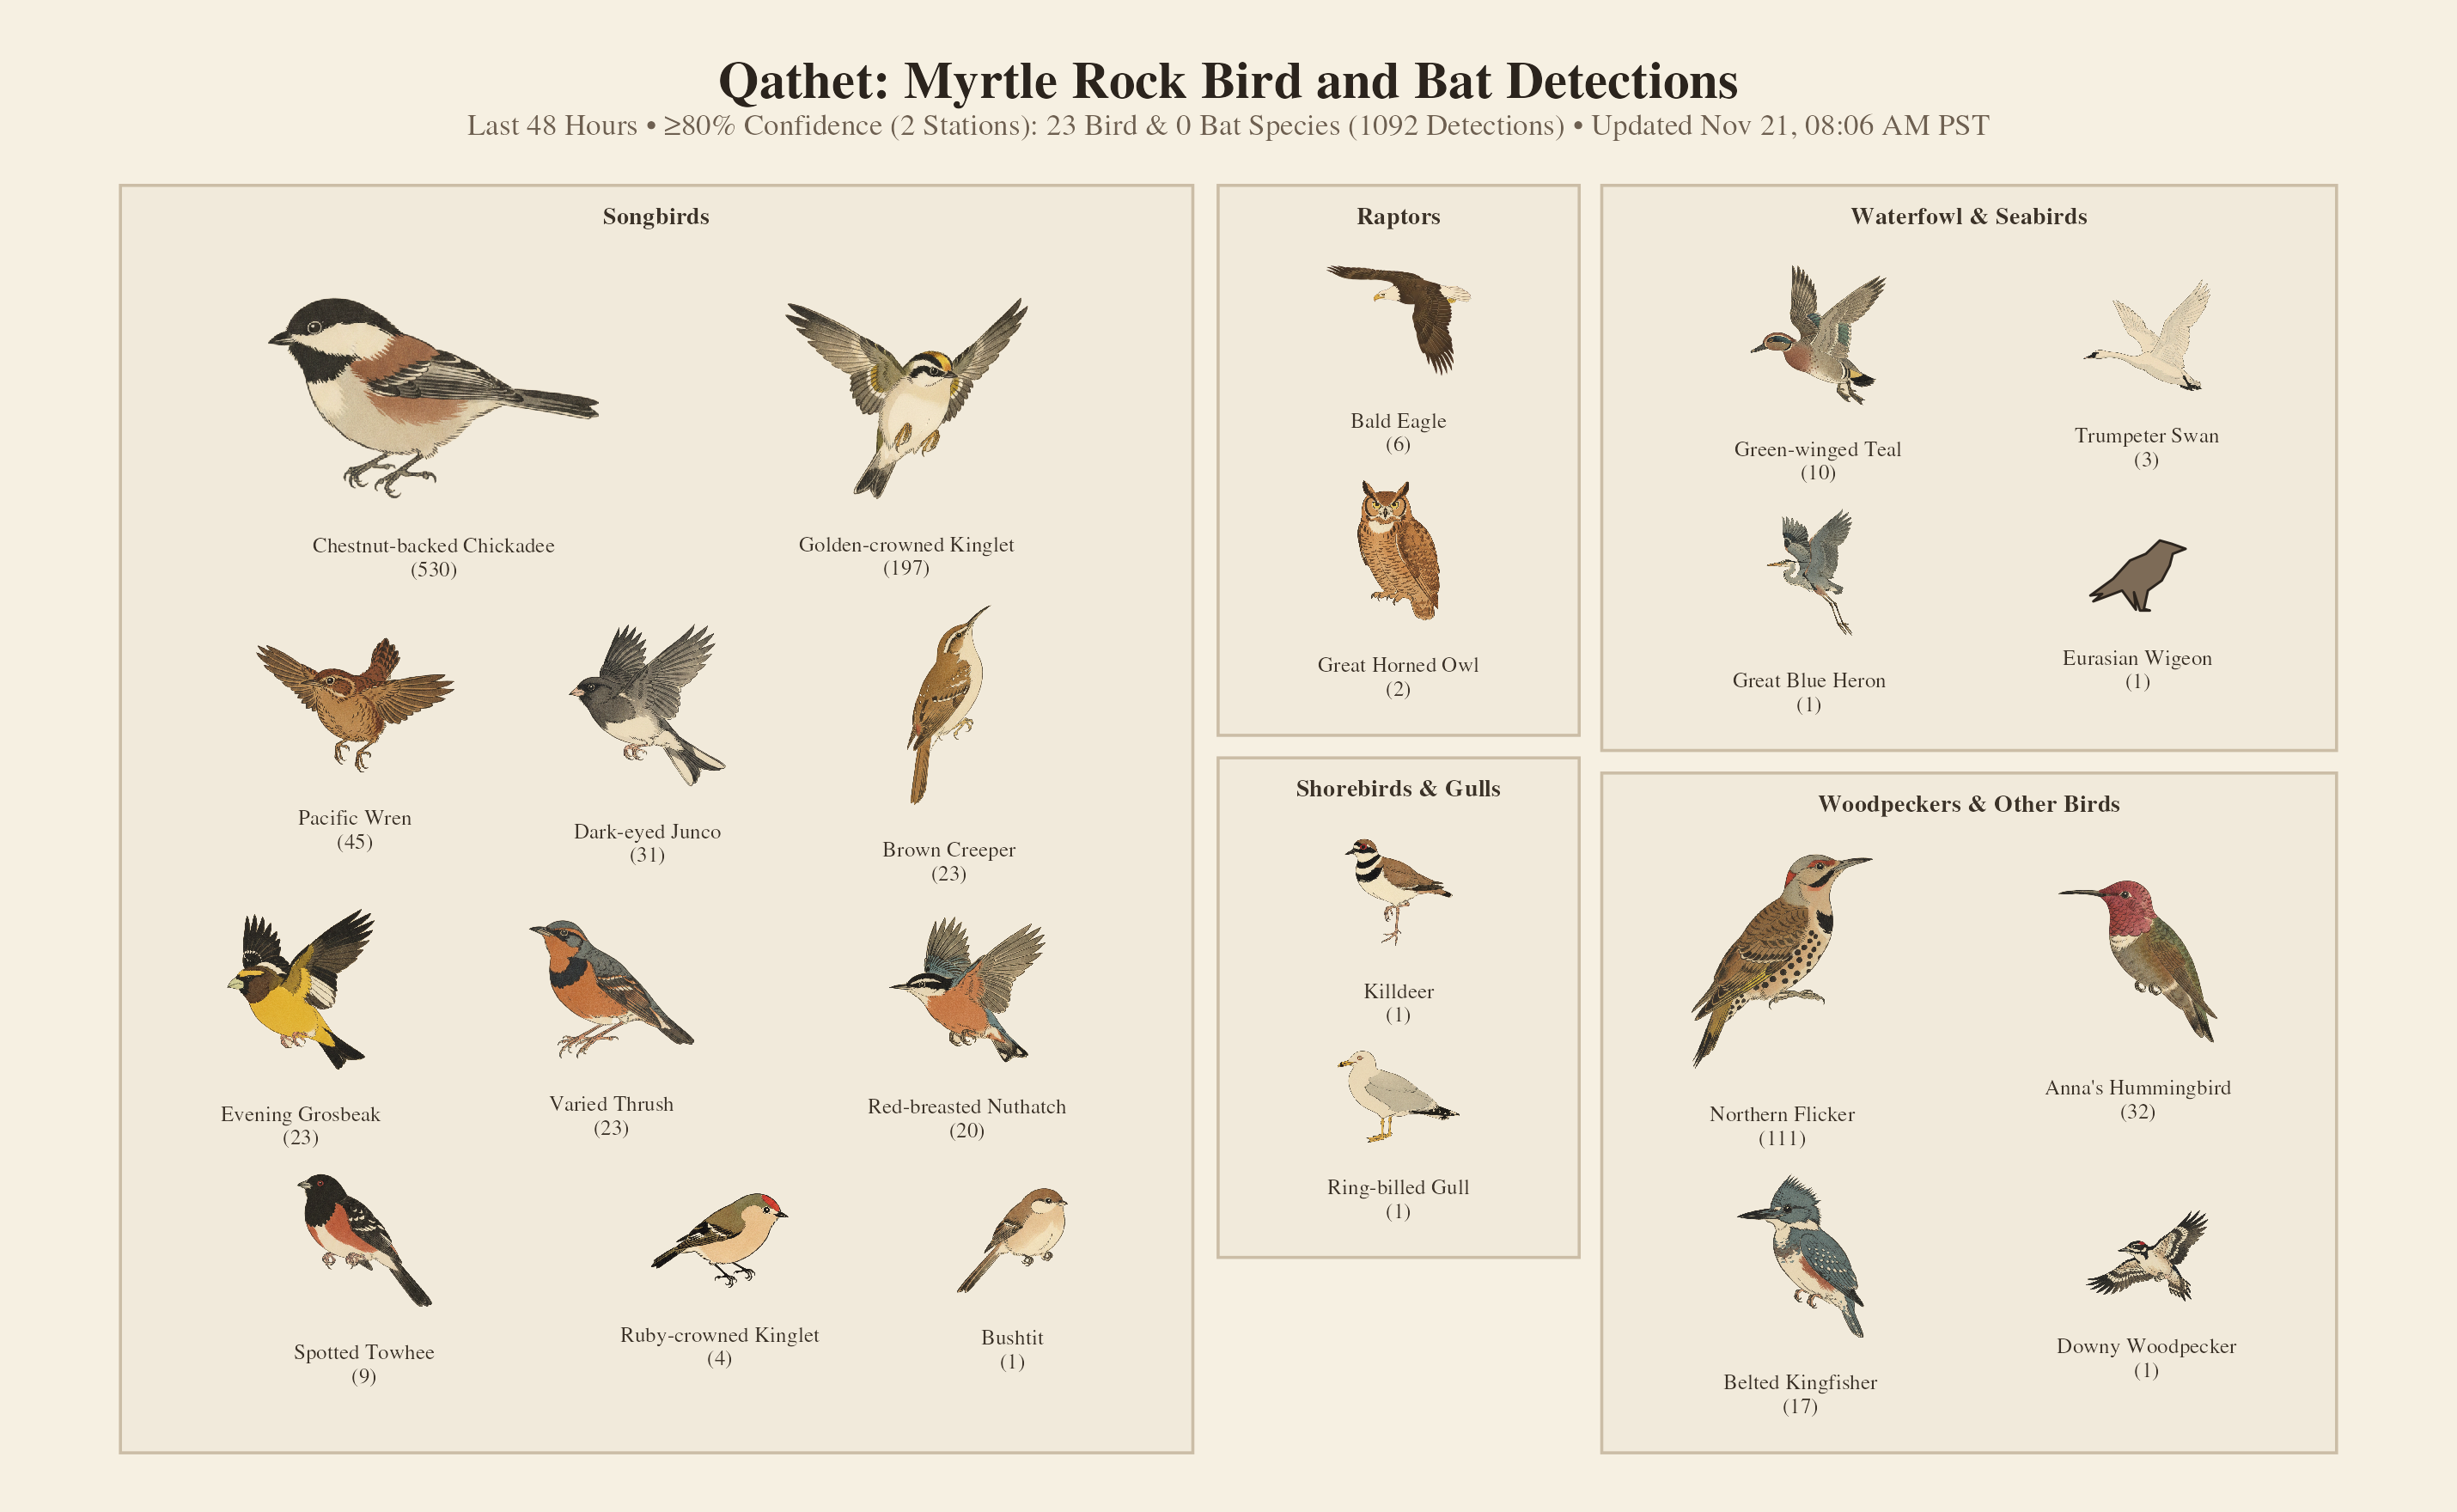 Qathet: Myrtle Rock Bird and Bat Detections
Last 48 Hours • ≥80% Confidence (2 Stations): 23 Bird & 0 Bat Species (1092 Detections) • Updated Nov 21, 08:06 AM PST
Songbirds
Chestnut-backed Chickadee
(530)
Golden-crowned Kinglet
(197)
Pacific Wren
(45)
Dark-eyed Junco
(31)
Brown Creeper
(23)
Evening Grosbeak
(23)
Varied Thrush
(23)
Red-breasted Nuthatch
(20)
Spotted Towhee
(9)
Ruby-crowned Kinglet
(4)
Bushtit
(1)
Raptors
Bald Eagle
(6)
Great Horned Owl
(2)
Shorebirds & Gulls
Killdeer
(1)
Ring-billed Gull
(1)
Waterfowl & Seabirds
Green-winged Teal
(10)
Trumpeter Swan
(3)
Great Blue Heron
(1)
Eurasian Wigeon
(1)
Woodpeckers & Other Birds
Northern Flicker
(111)
Anna's Hummingbird
(32)
Belted Kingfisher
(17)
Downy Woodpecker
(1)